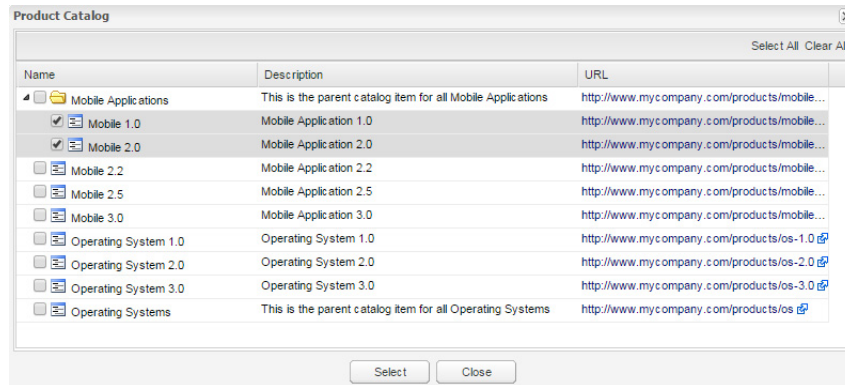 Product Catalog
Select All Clear Al
Name Description URL
Mobile Applications This is the parent catalog item for all Mobile Applications http://www.mycompany.com/products/mobile...
Mobile 1.0 Mobile Application 1.0 http://www.mycompany.com/products/mobile...
Mobile 2.0 Mobile Application 2.0 http://www.mycompany.com/products/mobile...
Mobile 2.2 Mobile Application 2.2 http://www.mycompany.com/products/mobile...
Mobile 2.5 Mobile Application 2.5 http://www.mycompany.com/products/mobile...
Mobile 3.0 Mobile Application 3.0 http://www.mycompany.com/products/mobile...
Operating System 1.0 Operating System 1.0 http://www.mycompany.com/products/os-1.0
Operating System 2.0 Operating System 2.0 http://www.mycompany.com/products/os-2.0
Operating System 3.0 Operating System 3.0 http://www.mycompany.com/products/os-3.0
Operating Systems This is the parent catalog item for all Operating Systems http://www.mycompany.com/products/os
Select Close